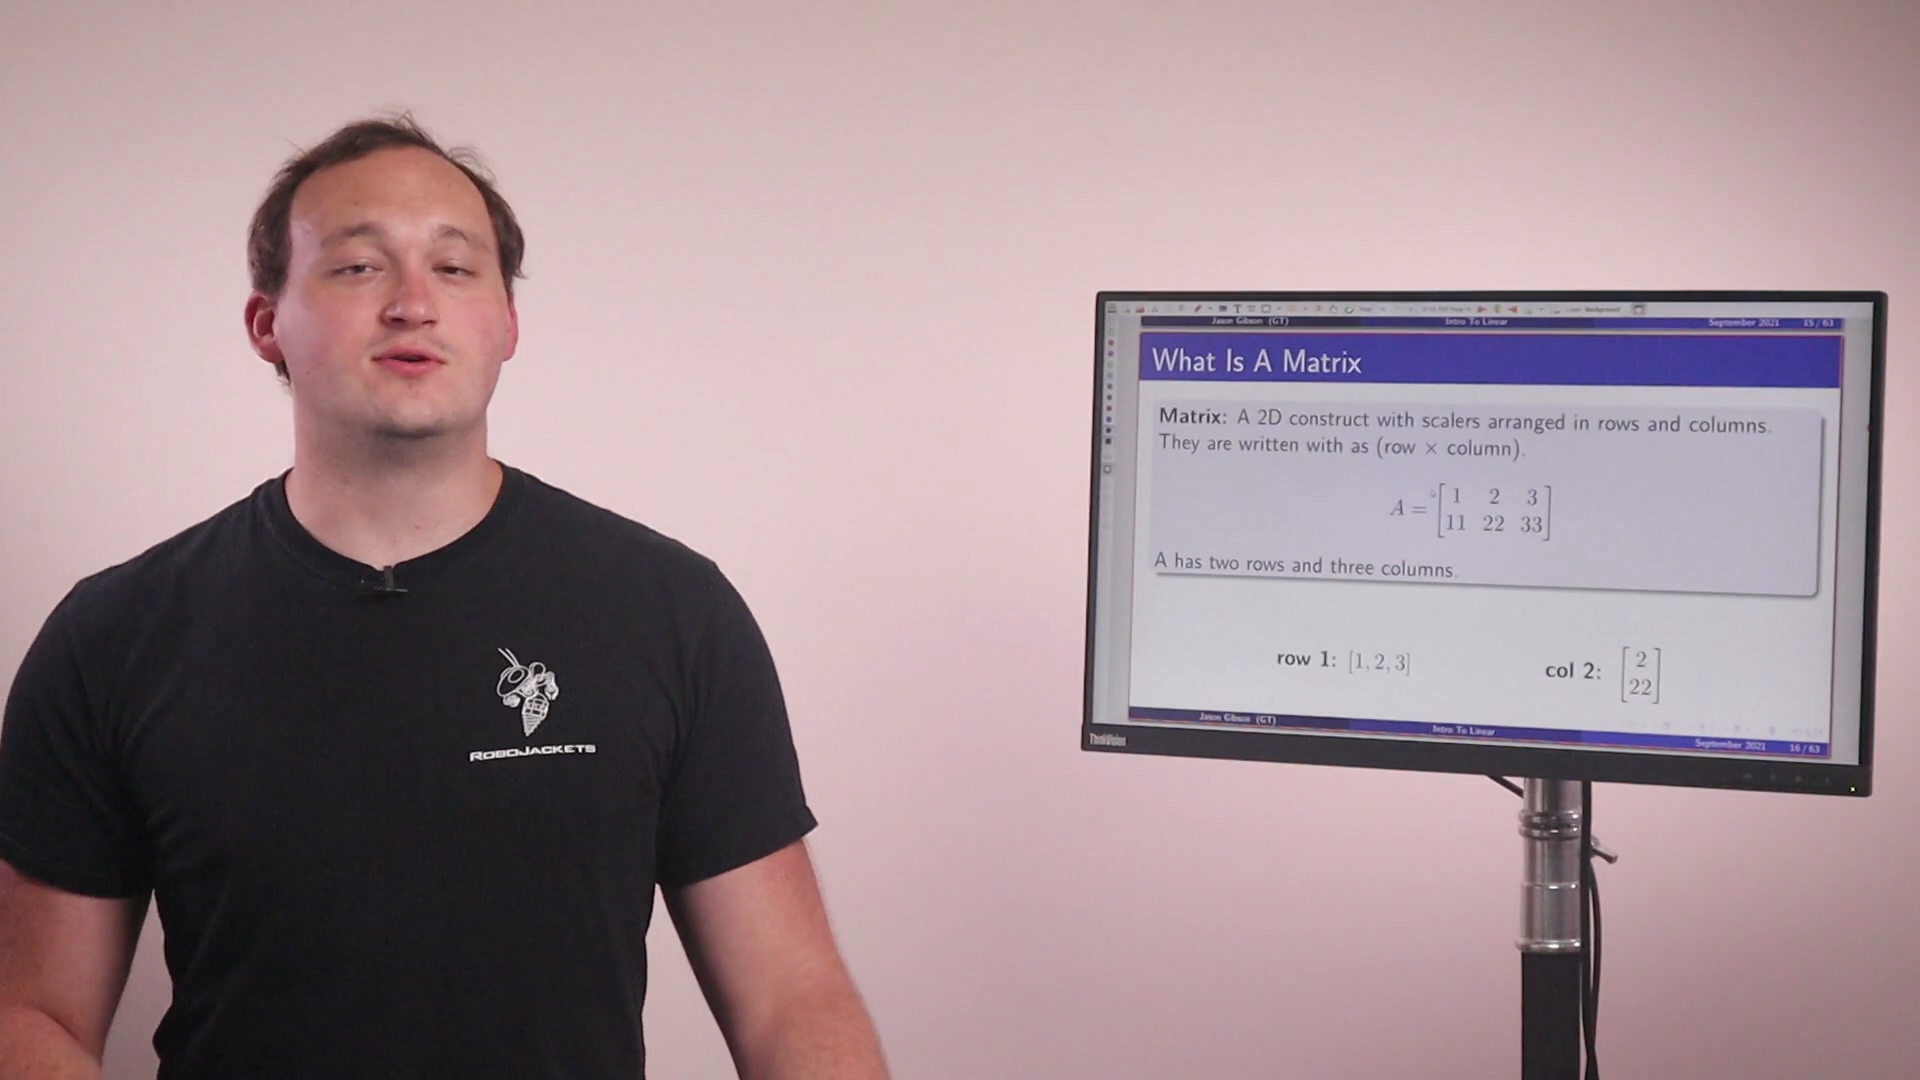 ROBOJACKETS
Jason Gibson (GT) Intro To Linear September 2021 15 / 63
What Is A Matrix
Matrix: A 2D construct with scalers arranged in rows and columns.
They are written with as (row × column).
A = [1 2 3
11 22 33]
A has two rows and three columns.
row 1: [1, 2, 3] col 2: [2
22]
Jason Gibson (GT) Intro To Linear September 2021 16 / 63
ThinkVision